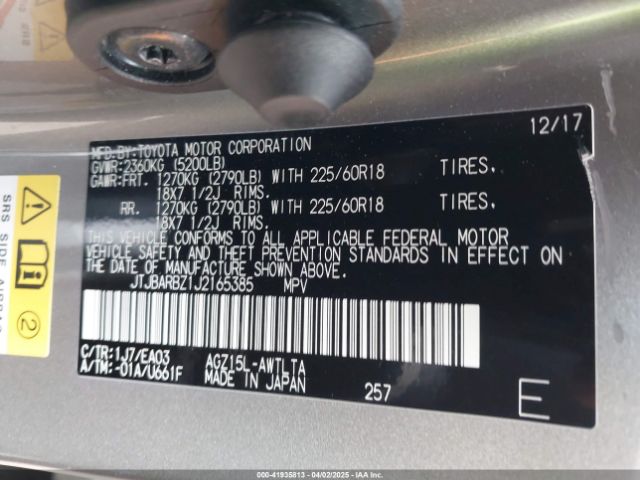 12/17
MFD.BY:TOYOTA MOTOR CORPORATION
GVWR:2360KG (5200LB)
GAWR:FRT. 1270KG (2790LB) WITH 225/60R18 TIRES,
18X7 1/2J RIMS.
RR. 1270KG (2790LB) WITH 225/60R18 TIRES,
18X7 1/2J RIMS.
THIS VEHICLE CONFORMS TO ALL APPLICABLE FEDERAL MOTOR
VEHICLE SAFETY AND THEFT PREVENTION STANDARDS IN EFFECT ON
THE DATE OF MANUFACTURE SHOWN ABOVE.
JTJBARBZ1J2165385 MPV
C/TR:1J7/EA03 AGZ15L-AWTLTA
A/TM:-01A/U661F MADE IN JAPAN 257 E
SRS SIDE AIRBAG
2
000-41935813 - 04/02/2025 - IAA Inc.